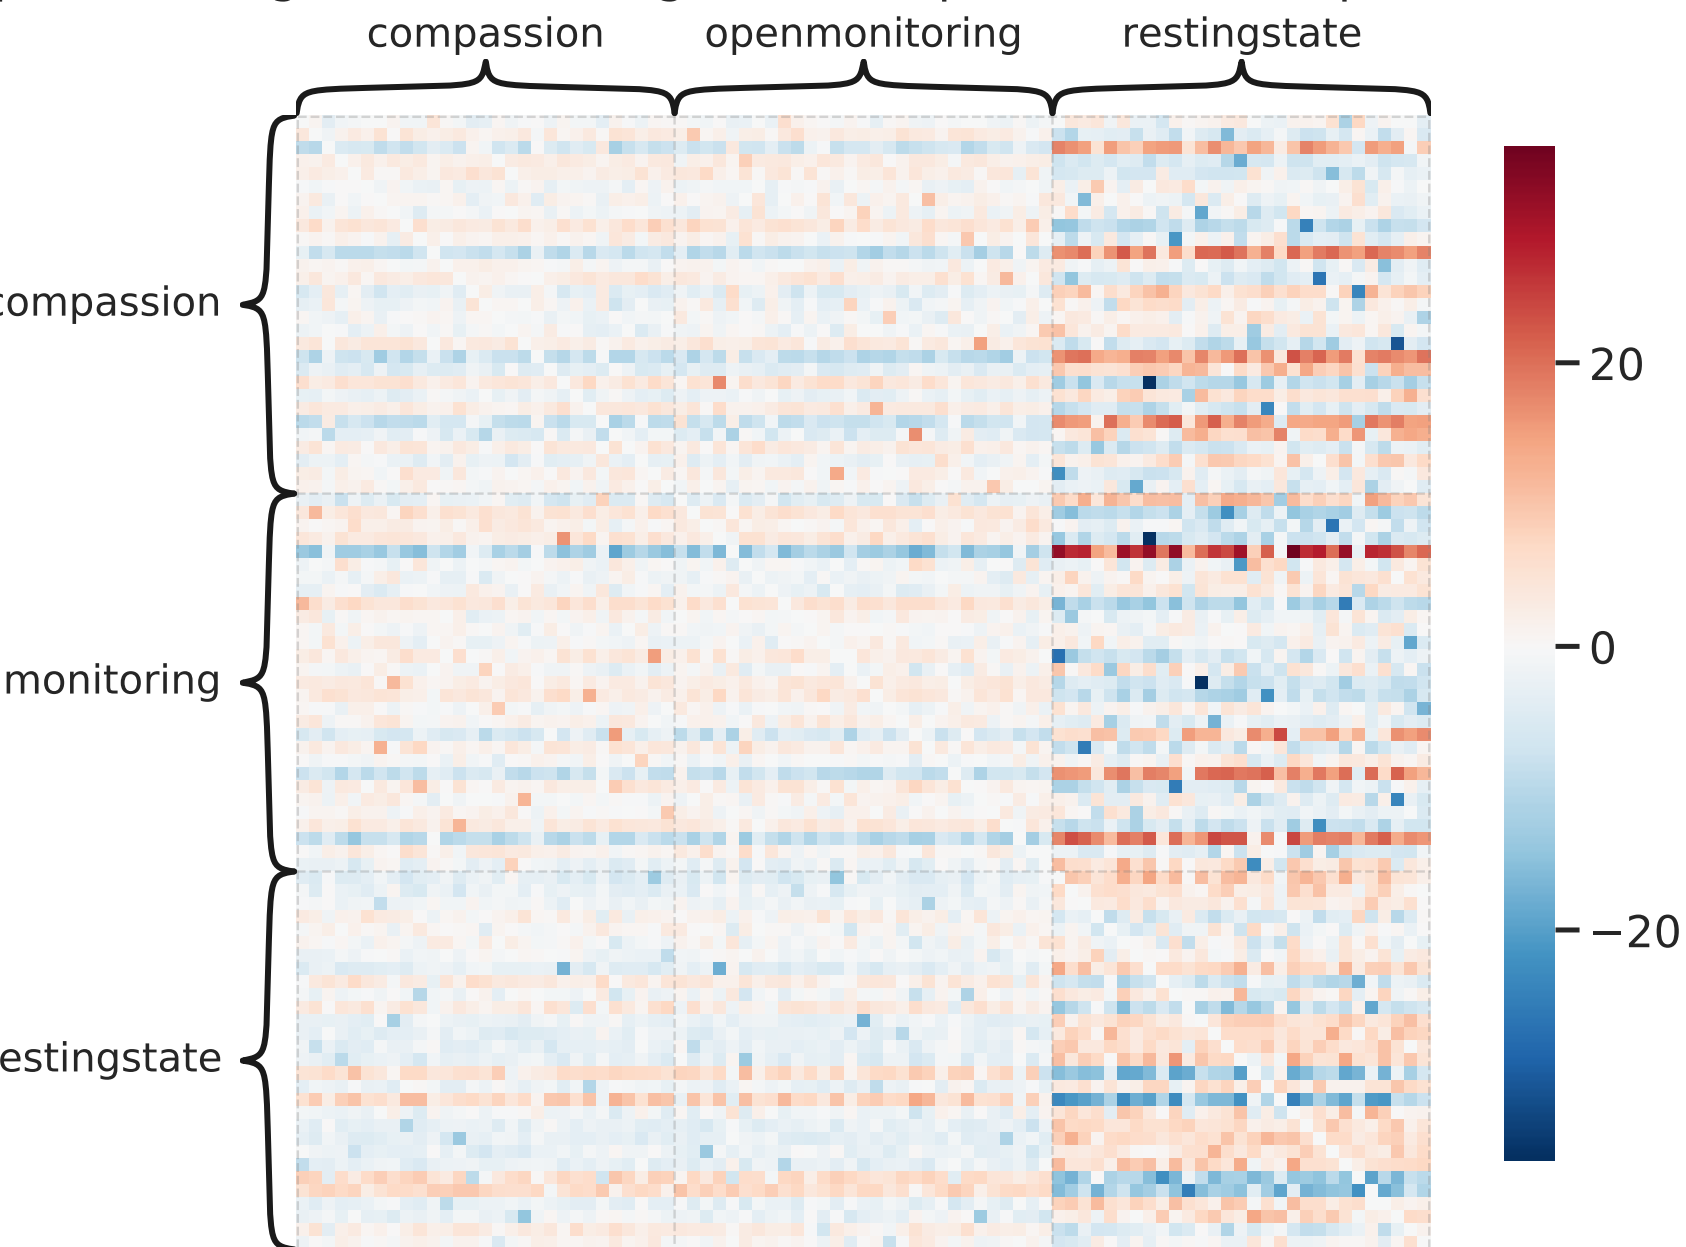 compassion openmonitoring restingstate
compassion
monitoring
estingstate
20
0
−20